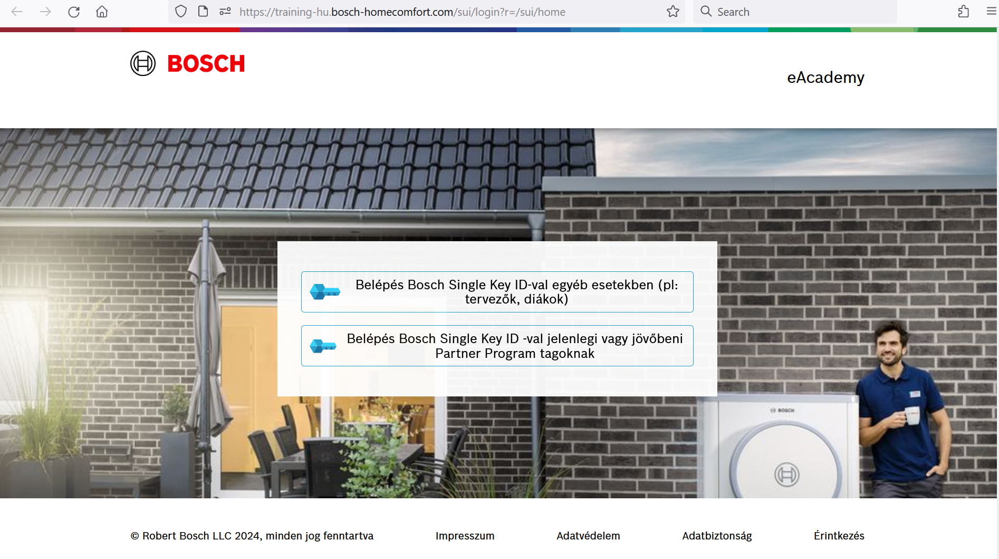 https://training-hu.bosch-homecomfort.com/sui/login?r=/sui/home
Search
BOSCH
eAcademy
Belépés Bosch Single Key ID-val egyéb esetekben (pl:
tervezők, diákok)
Belépés Bosch Single Key ID -val jelenlegi vagy jövőbeni
Partner Program tagoknak
BOSCH
© Robert Bosch LLC 2024, minden jog fenntartva
Impresszum
Adatvédelem
Adatbiztonság
Érintkezés